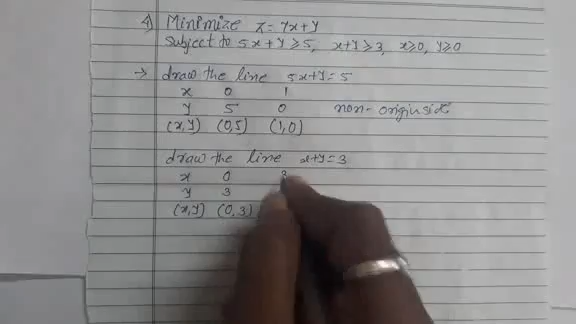 4) Minimize z = 7x+y
Subject to 5x+y≥5, x+y≥3, x≥0, y≥0
→ draw the line 5x+y=5
x 0 1
y 5 0 non-origin side
(x,y) (0,5) (1,0)
draw the line x+y=3
x 0
y 3
(x,y) (0,3)